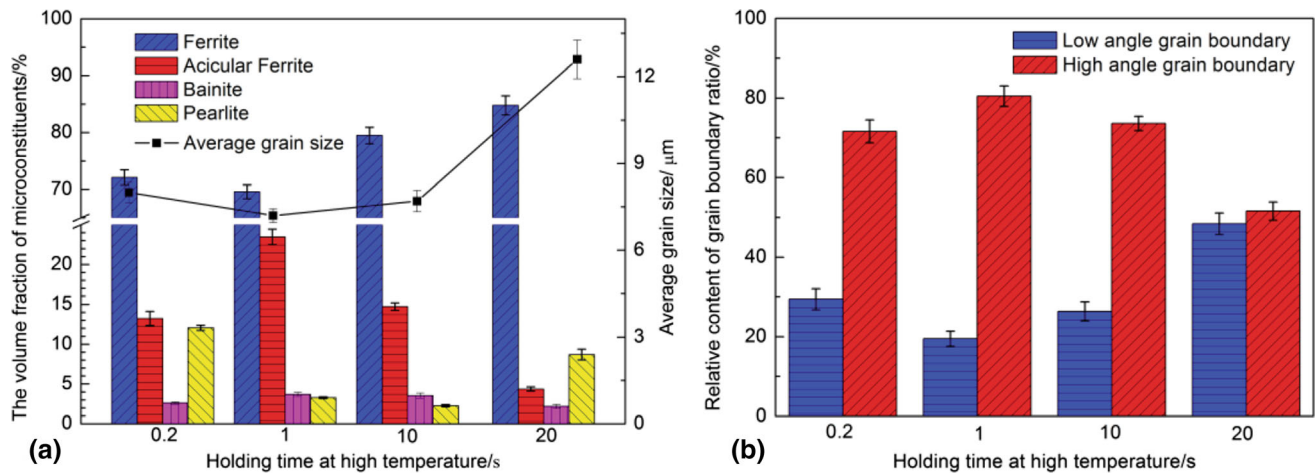 The volume fraction of microconstituents/%
100
95
90
85
80
75
70
20
15
10
5
0
Ferrite
Acicular Ferrite
Bainite
Pearlite
Average grain size
12
9
6
3
0
Average grain size/ μm
0.2 1 10 20
Holding time at high temperature/s
(a)
Relative content of grain boundary ratio/%
100
80
60
40
20
0
Low angle grain boundary
High angle grain boundary
0.2 1 10 20
Holding time at high temperature/s
(b)